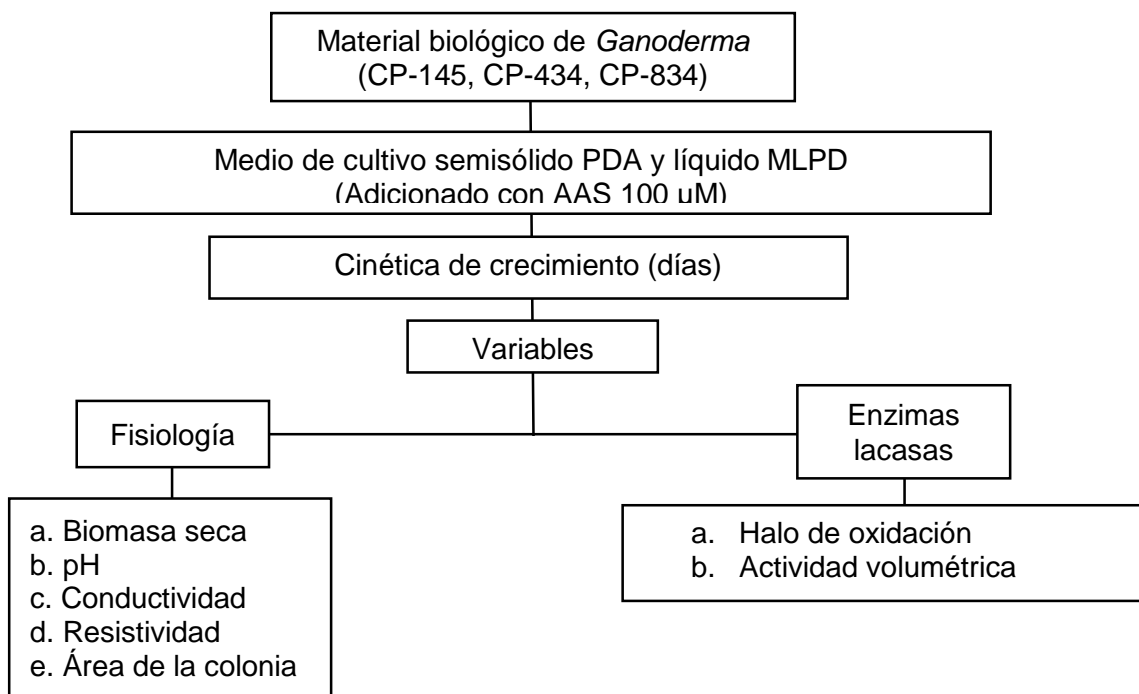 Material biológico de Ganoderma
(CP-145, CP-434, CP-834)
Medio de cultivo semisólido PDA y líquido MLPD
(Adicionado con AAS 100 µM)
Cinética de crecimiento (días)
Variables
Fisiología
Enzimas
lacasas
a. Biomasa seca
b. pH
c. Conductividad
d. Resistividad
e. Área de la colonia
a. Halo de oxidación
b. Actividad volumétrica